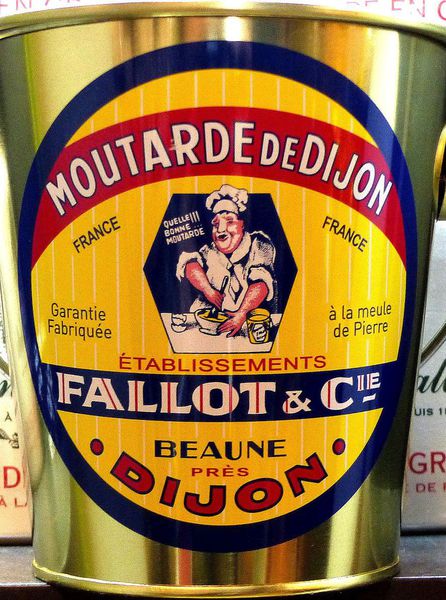 MOUTARDE DE DIJON
QUELLE!!!
BONNE
MOUTARDE
FRANCE
FRANCE
Garantie
Fabriquée
à la meule
de Pierre
ÉTABLISSEMENTS
FALLOT & CIE
BEAUNE
PRÈS
• DIJON •